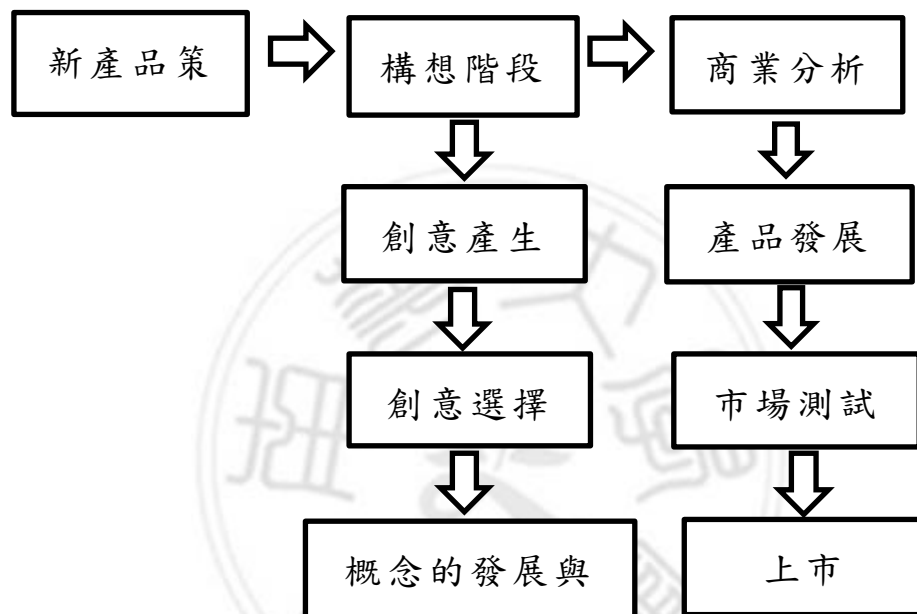 新產品策
構想階段
商業分析
創意產生
產品發展
創意選擇
市場測試
概念的發展與
上市